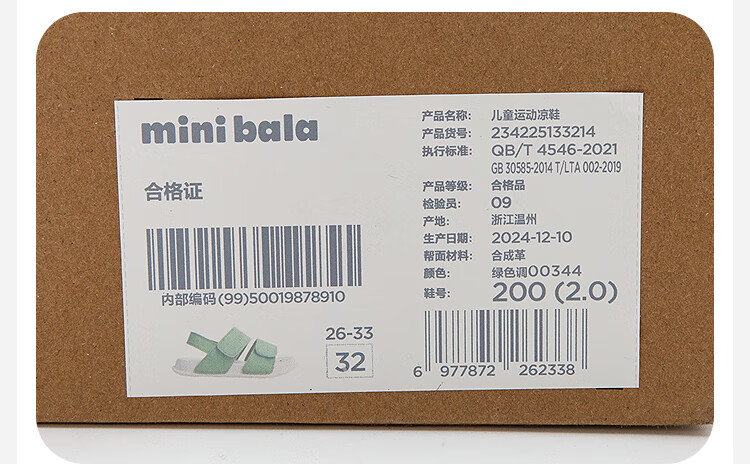 mini bala
合格证
内部编码(99)50019878910
26-33
32
产品名称: 儿童运动凉鞋
产品货号: 234225133214
执行标准: QB/T 4546-2021
GB 30585-2014 T/LTA 002-2019
产品等级: 合格品
检验员: 09
产地: 浙江温州
生产日期: 2024-12-10
帮面材料: 合成革
颜色: 绿色调00344
鞋号: 200 (2.0)
6 977872 262338